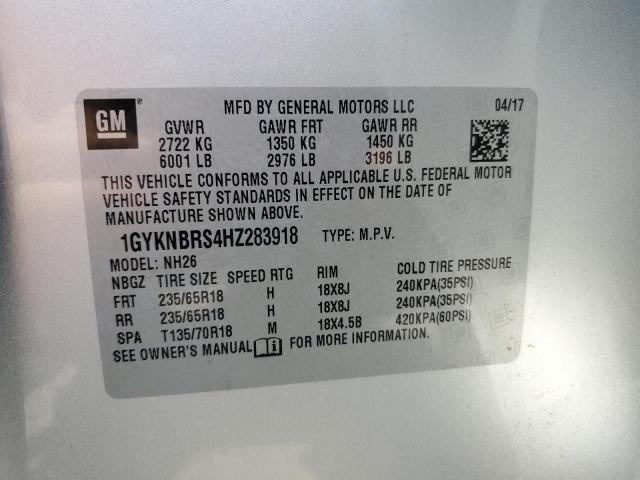 GM ® MFD BY GENERAL MOTORS LLC 04/17
GVWR GAWR FRT GAWR RR
2722 KG 1350 KG 1450 KG
6001 LB 2976 LB 3196 LB
THIS VEHICLE CONFORMS TO ALL APPLICABLE U.S. FEDERAL MOTOR
VEHICLE SAFETY STANDARDS IN EFFECT ON THE DATE OF
MANUFACTURE SHOWN ABOVE.
1GYKNBRS4HZ283918 TYPE: M.P.V.
MODEL: NH26
NBGZ TIRE SIZE SPEED RTG RIM COLD TIRE PRESSURE
FRT 235/65R18 H 18X8J 240KPA(35PSI)
RR 235/65R18 H 18X8J 240KPA(35PSI)
SPA T135/70R18 M 18X4.5B 420KPA(60PSI)
SEE OWNER'S MANUAL FOR MORE INFORMATION.